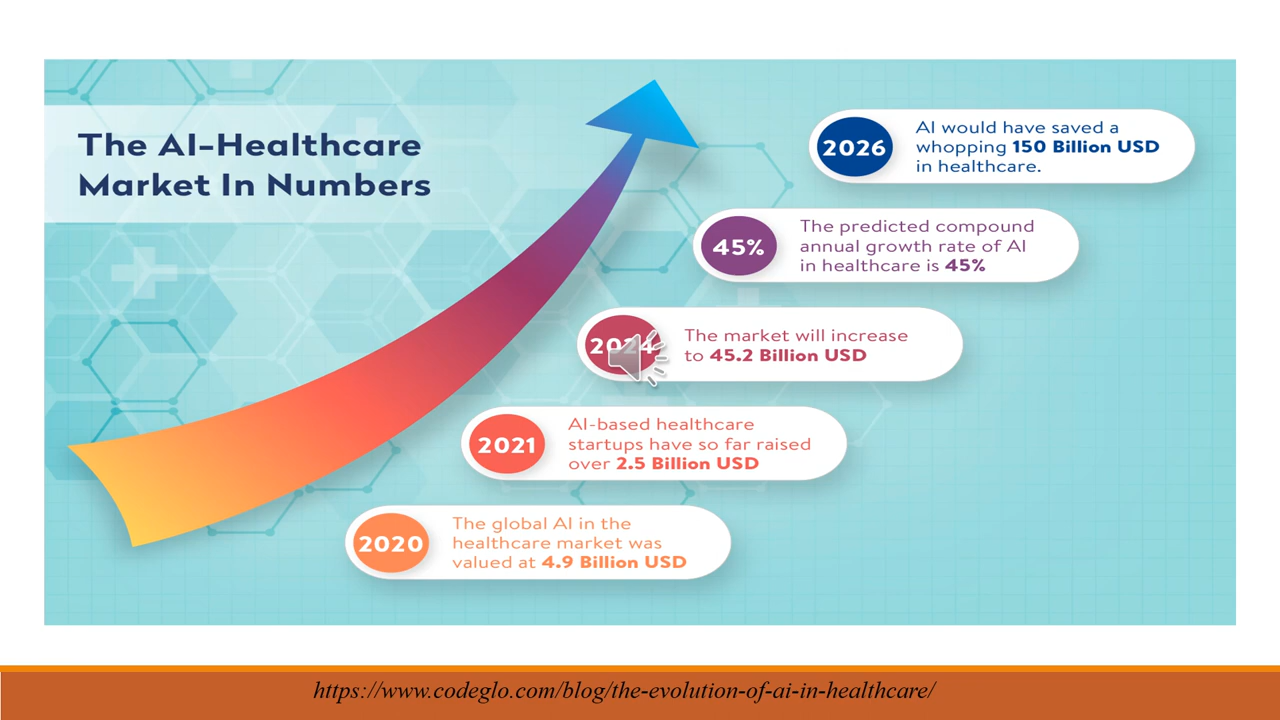 The AI-Healthcare
Market In Numbers
2026
AI would have saved a
whopping 150 Billion USD
in healthcare.
45%
The predicted compound
annual growth rate of AI
in healthcare is 45%
2024
The market will increase
to 45.2 Billion USD
2021
AI-based healthcare
startups have so far raised
over 2.5 Billion USD
2020
The global AI in the
healthcare market was
valued at 4.9 Billion USD
https://www.codeglo.com/blog/the-evolution-of-ai-in-healthcare/